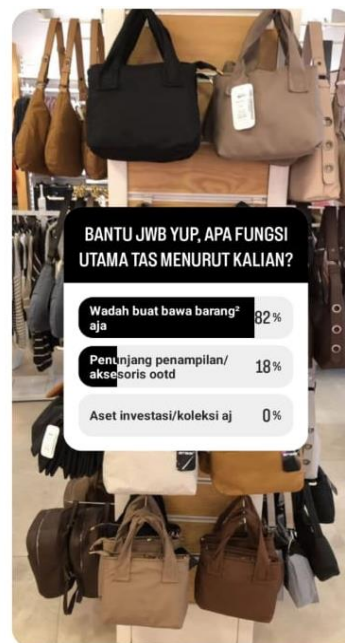 BANTU JWB YUP, APA FUNGSI
UTAMA TAS MENURUT KALIAN?
Wadah buat bawa barang²
aja
82%
Penunjang penampilan/
aksesoris ootd
18%
Aset investasi/koleksi aj
0%